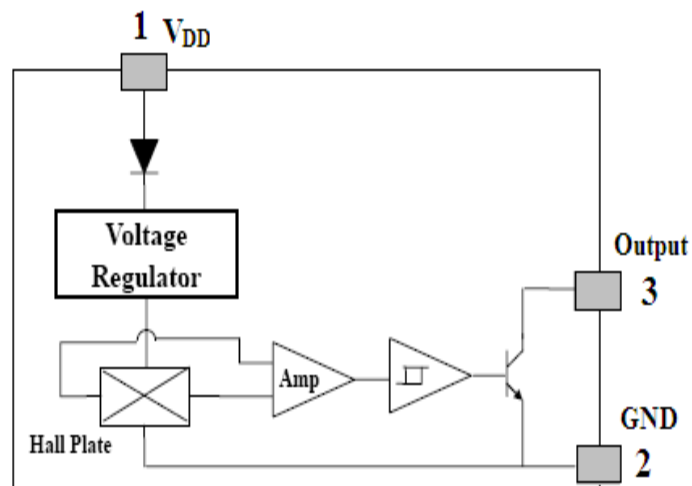 1 VDD
Voltage
Regulator
Output
3
Amp
GND
Hall Plate
2